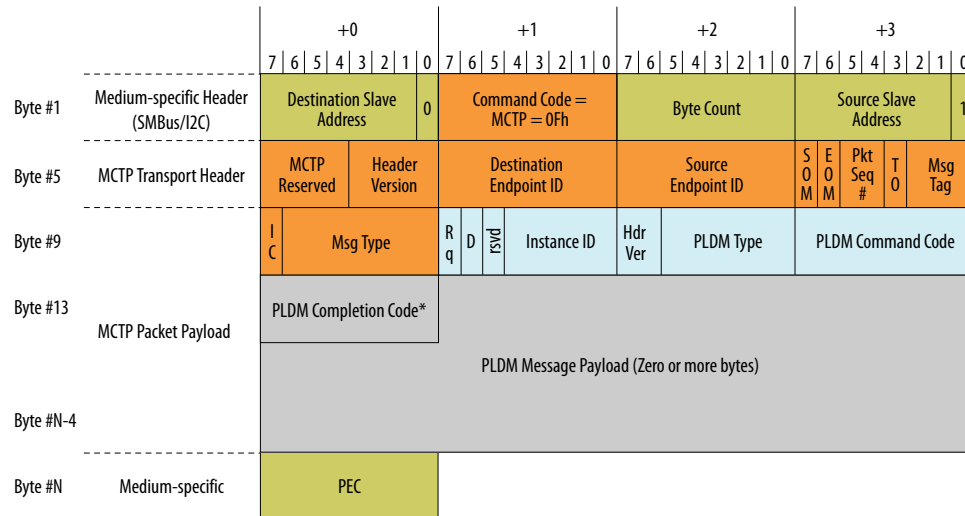 +0 +1 +2 +3
7 6 5 4 3 2 1 0 7 6 5 4 3 2 1 0 7 6 5 4 3 2 1 0 7 6 5 4 3 2 1 0
Byte #1
Medium-specific Header
(SMBus/I2C)
Destination Slave
Address
0
Command Code =
MCTP = 0Fh
Byte Count
Source Slave
Address
1
Byte #5
MCTP Transport Header
MCTP
Reserved
Header
Version
Destination
Endpoint ID
Source
Endpoint ID
S
O
M
E
O
M
Pkt
Seq
#
T
O
Msg
Tag
Byte #9
I
C
Msg Type
R
q
D
rsvd
Instance ID
Hdr
Ver
PLDM Type
PLDM Command Code
Byte #13
MCTP Packet Payload
PLDM Completion Code*
PLDM Message Payload (Zero or more bytes)
Byte #N-4
Byte #N
Medium-specific
PEC